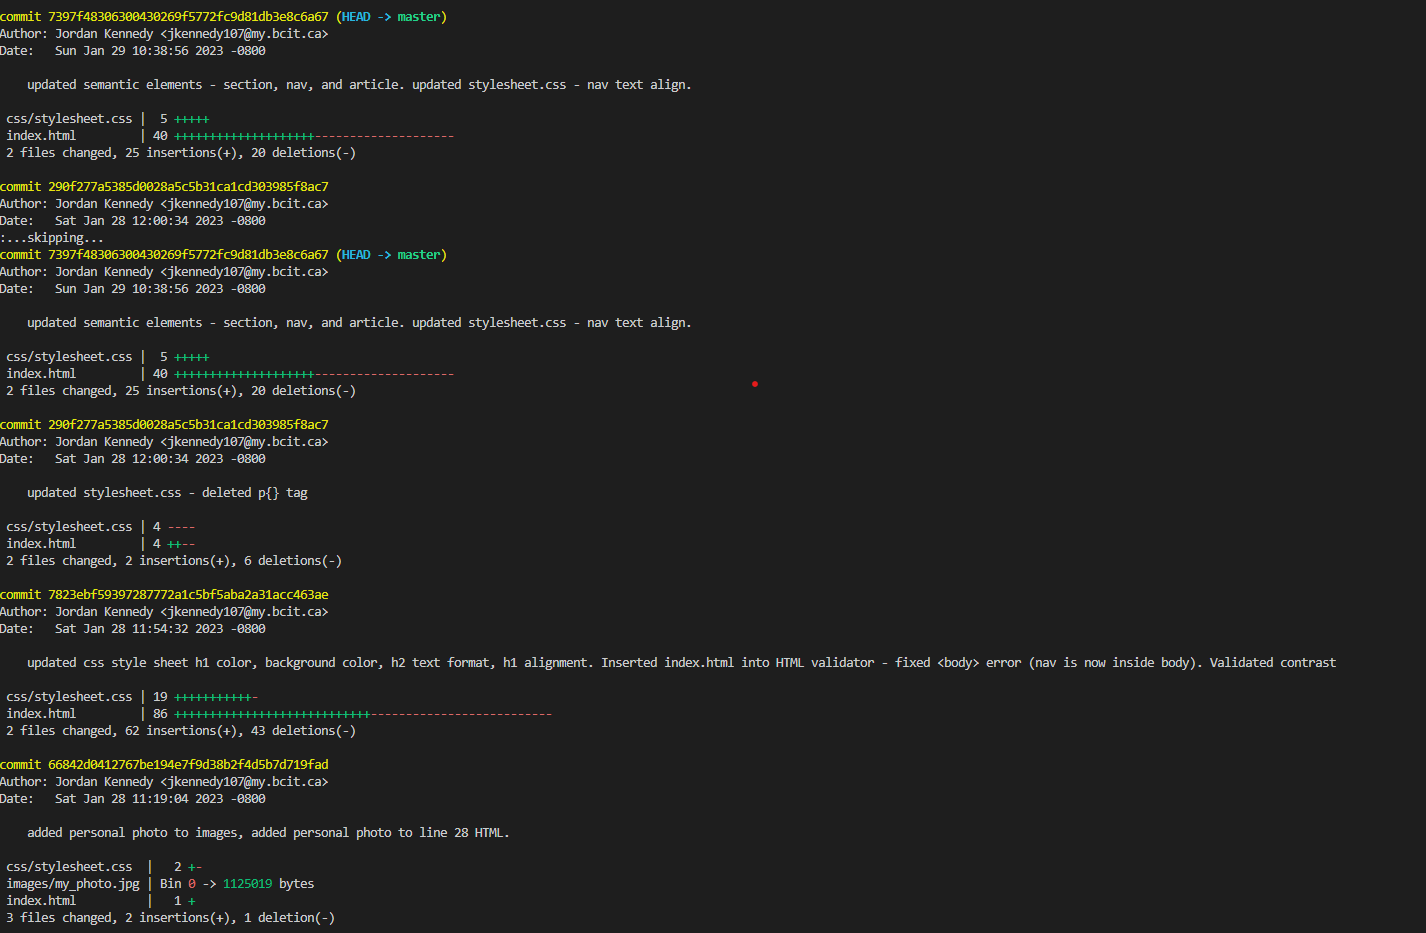 commit 7397f48306300430269f5772fc9d81db3e8c6a67 (HEAD -> master)
Author: Jordan Kennedy <jkennedy107@my.bcit.ca>
Date:   Sun Jan 29 10:38:56 2023 -0800
updated semantic elements - section, nav, and article. updated stylesheet.css - nav text align.
css/stylesheet.css |  5 +++++
index.html         | 40 ++++++++++++++++++++--------------------
2 files changed, 25 insertions(+), 20 deletions(-)
commit 290f277a5385d0028a5c5b31ca1cd303985f8ac7
Author: Jordan Kennedy <jkennedy107@my.bcit.ca>
Date:   Sat Jan 28 12:00:34 2023 -0800
:...skipping...
commit 7397f48306300430269f5772fc9d81db3e8c6a67 (HEAD -> master)
Author: Jordan Kennedy <jkennedy107@my.bcit.ca>
Date:   Sun Jan 29 10:38:56 2023 -0800
updated semantic elements - section, nav, and article. updated stylesheet.css - nav text align.
css/stylesheet.css |  5 +++++
index.html         | 40 ++++++++++++++++++++--------------------
2 files changed, 25 insertions(+), 20 deletions(-)
commit 290f277a5385d0028a5c5b31ca1cd303985f8ac7
Author: Jordan Kennedy <jkennedy107@my.bcit.ca>
Date:   Sat Jan 28 12:00:34 2023 -0800
updated stylesheet.css - deleted p{} tag
css/stylesheet.css | 4 ----
index.html         | 4 ++--
2 files changed, 2 insertions(+), 6 deletions(-)
commit 7823ebf59397287772a1c5bf5aba2a31acc463ae
Author: Jordan Kennedy <jkennedy107@my.bcit.ca>
Date:   Sat Jan 28 11:54:32 2023 -0800
updated css style sheet h1 color, background color, h2 text format, h1 alignment. Inserted index.html into HTML validator - fixed <body> error (nav is now inside body). Validated contrast
css/stylesheet.css | 19 +++++++++++-
index.html         | 86 ++++++++++++++++++++++++++++--------------------------
2 files changed, 62 insertions(+), 43 deletions(-)
commit 66842d0412767be194e7f9d38b2f4d5b7d719fad
Author: Jordan Kennedy <jkennedy107@my.bcit.ca>
Date:   Sat Jan 28 11:19:04 2023 -0800
added personal photo to images, added personal photo to line 28 HTML.
css/stylesheet.css  |   2 +-
images/my_photo.jpg | Bin 0 -> 1125019 bytes
index.html          |   1 +
3 files changed, 2 insertions(+), 1 deletion(-)